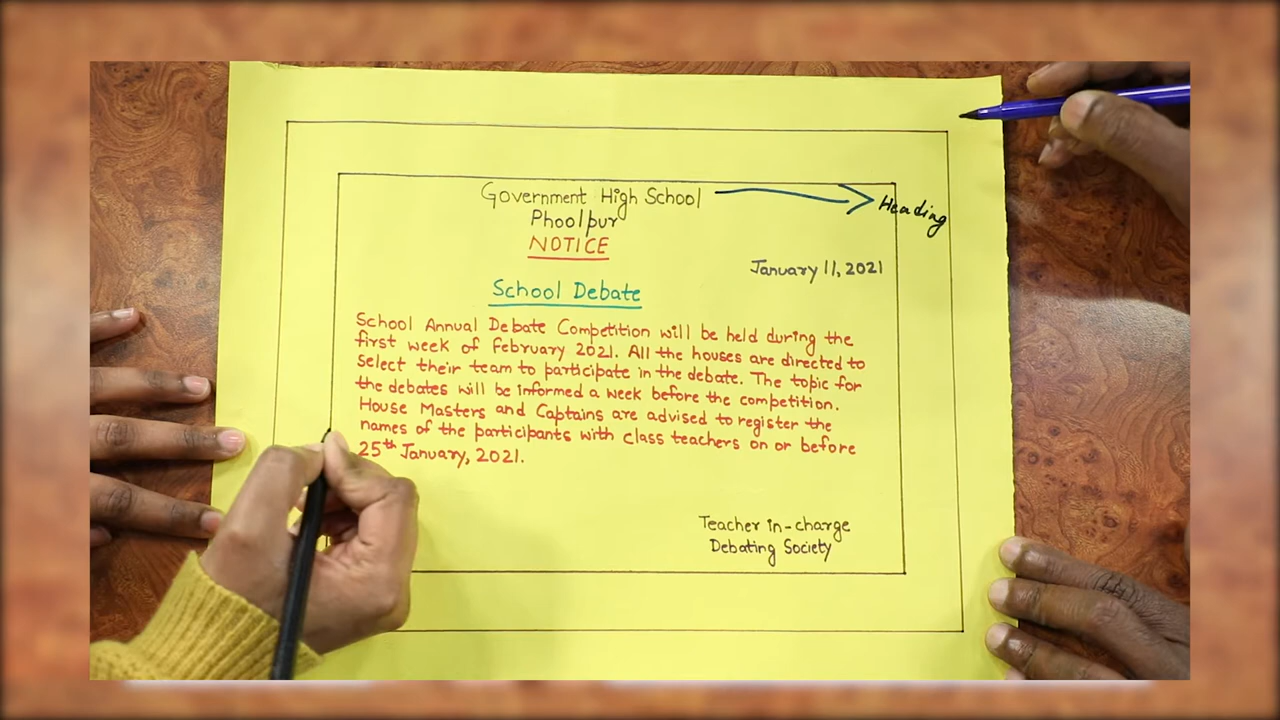 Government High School
Heading
Phoolpur
NOTICE
January 11, 2021
School Debate
School Annual Debate Competition will be held during the
first week of February 2021. All the houses are directed to
select their team to participate in the debate. The topic for
the debates will be informed a week before the competition.
House Masters and Captains are advised to register the
names of the participants with class teachers on or before
25th January, 2021.
Teacher in-charge
Debating Society